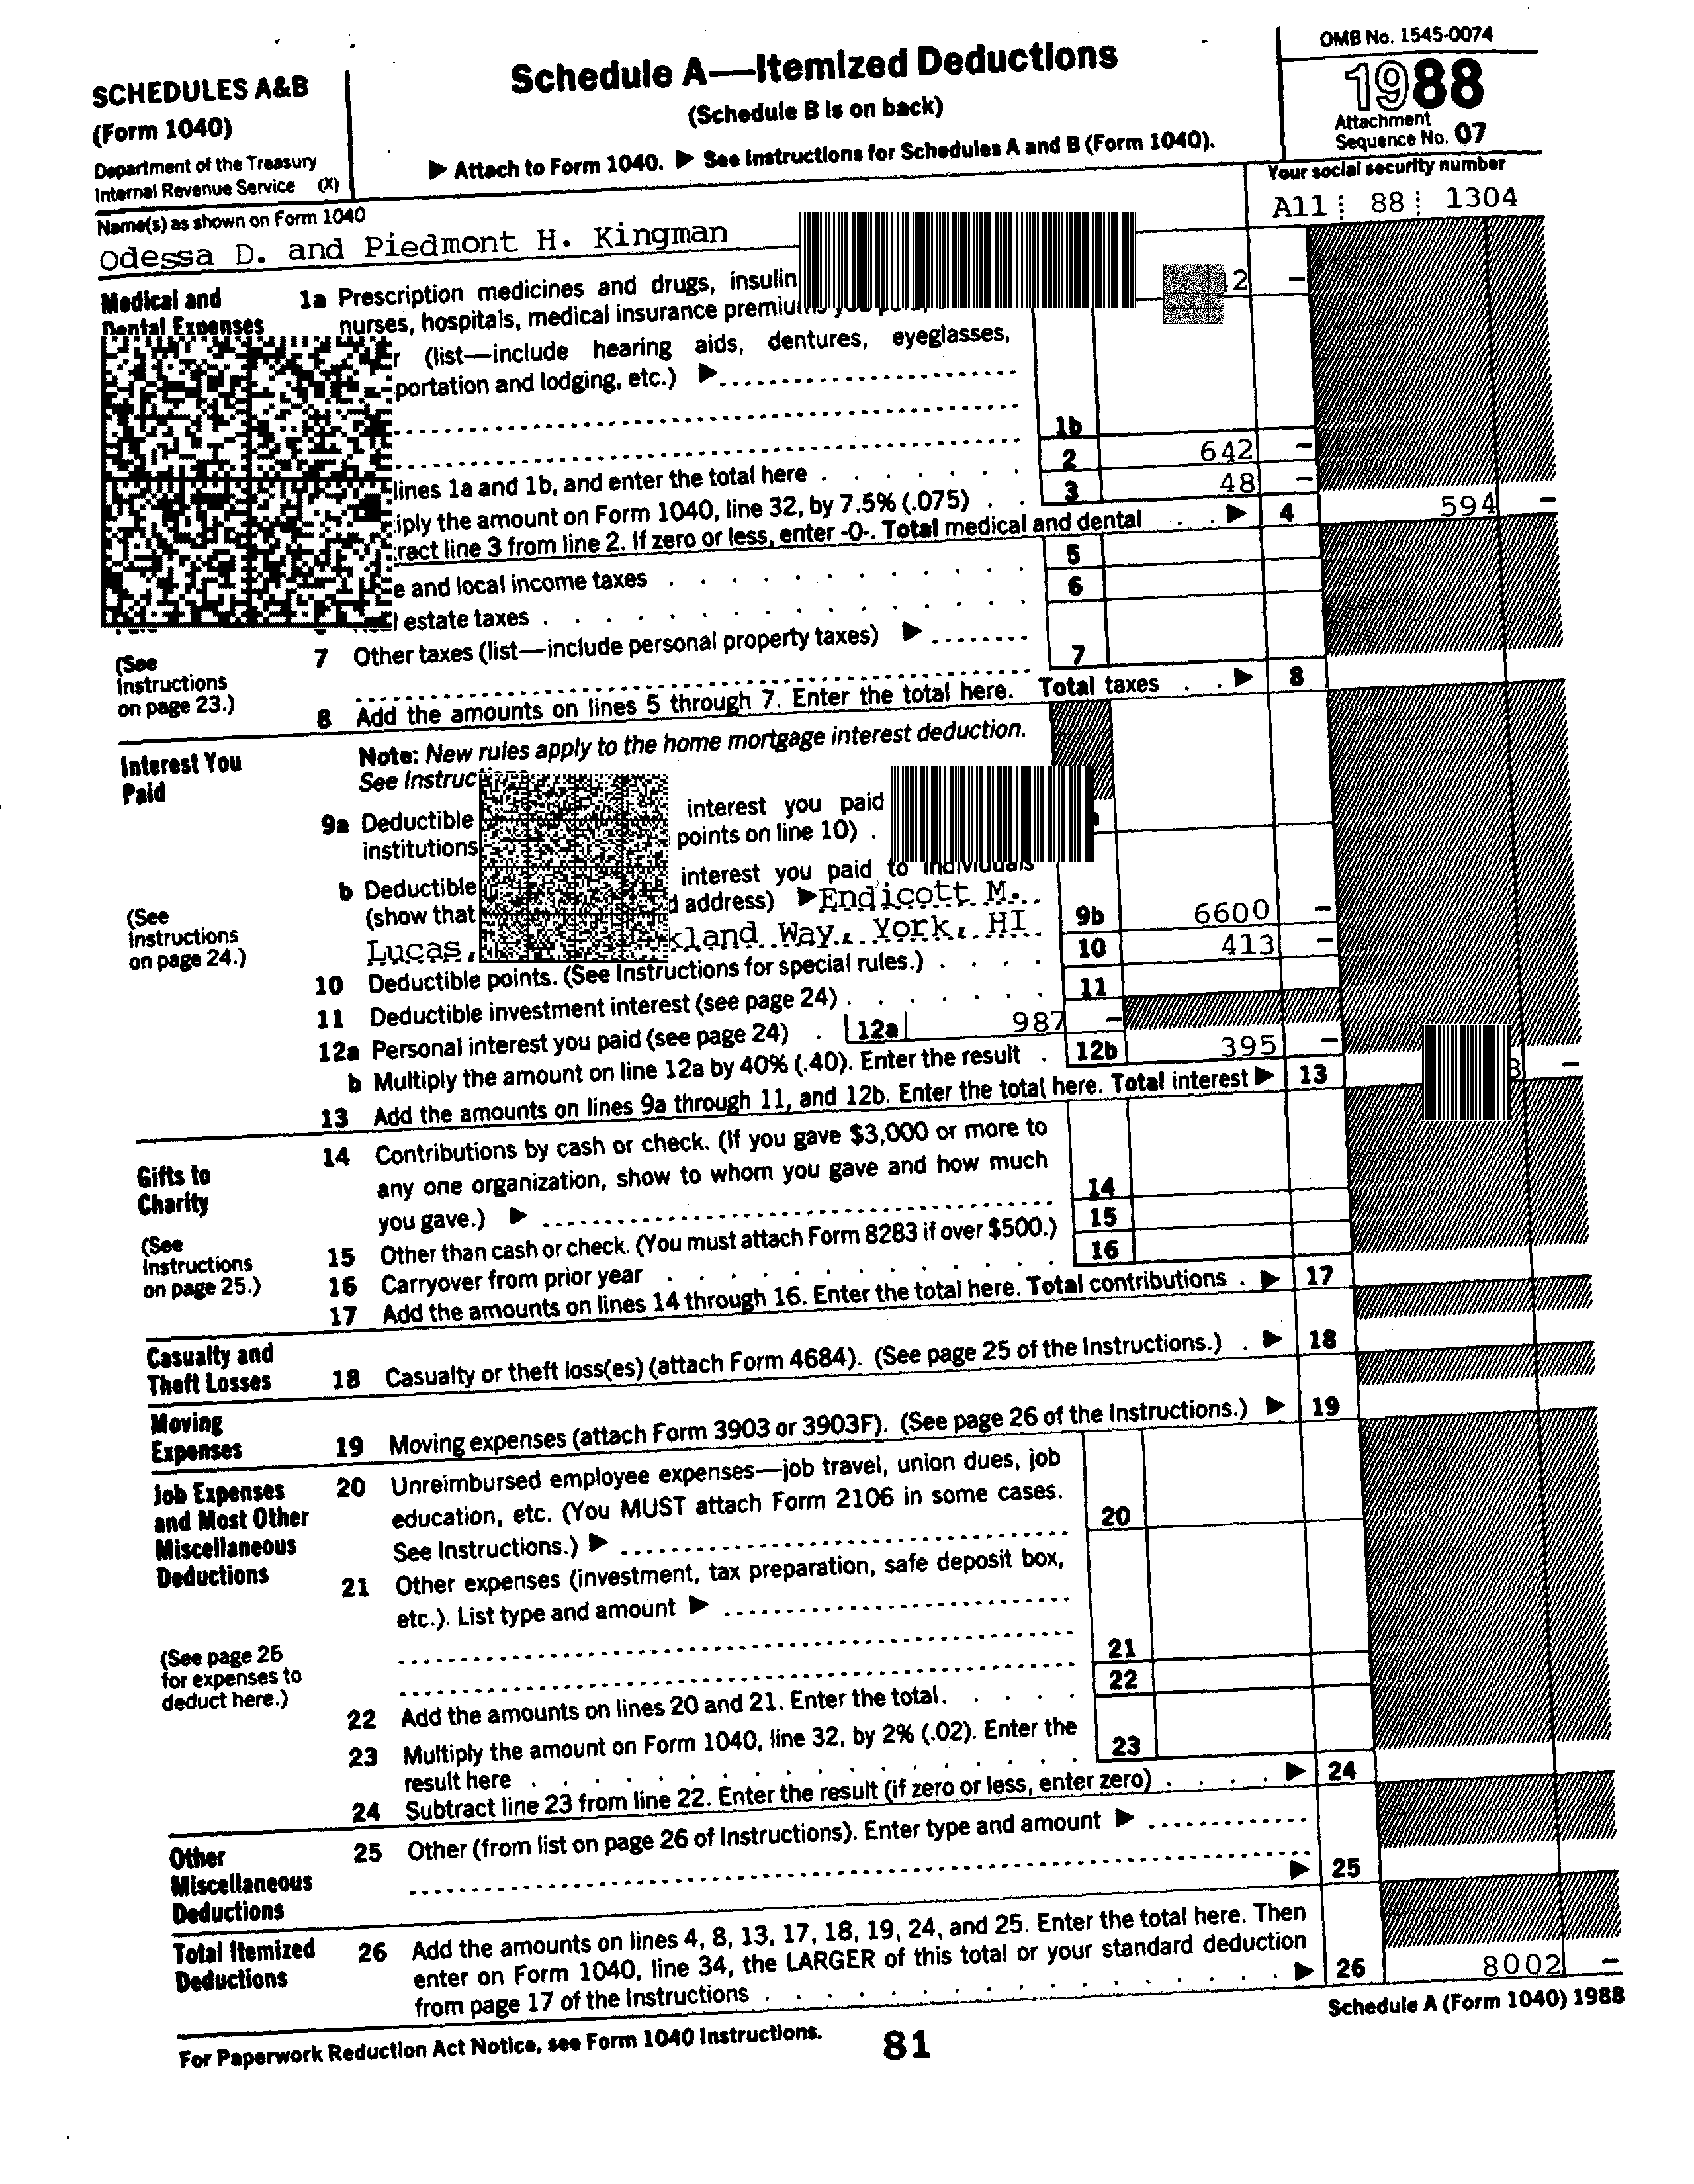 SCHEDULES A&B
(Form 1040)
Department of the Treasury
Internal Revenue Service (X)
Schedule A—Itemized Deductions
(Schedule B is on back)
▶ Attach to Form 1040. ▶ See Instructions for Schedules A and B (Form 1040).
OMB No. 1545-0074
1988
Attachment
Sequence No. 07
Name(s) as shown on Form 1040
Odessa D. and Piedmont H. Kingman
Your social security number
A11 88 1304
Medical and
Dental Expenses
1a Prescription medicines and drugs, insulin
nurses, hospitals, medical insurance
(list—include hearing aids, dentures, eyeglasses,
and lodging, etc.) ▶
1b
lines 1a and 1b, and enter the total here 2 642 –
the amount on Form 1040, line 32, by 7.5% (.075) 3 48 –
line 3 from line 2. If zero or less, enter -0-. Total medical and dental ▶ 4 594 –
and local income taxes 5
estate taxes 6
(See
Instructions
on page 23.)
7 Other taxes (list—include personal property taxes) ▶
7
8 Add the amounts on lines 5 through 7. Enter the total here. Total taxes ▶ 8
Interest You
Paid
Note: New rules apply to the home mortgage interest deduction.
See
9a Deductible interest you paid
institutions points on line 10)
b Deductible interest you paid to individuals
(show that address) ▶ Endicott M.
Lucas, Way, York, HI 9b 6600 –
(See
Instructions
on page 24.)
10 Deductible points. (See Instructions for special rules.) 10 413 –
11 Deductible investment interest (see page 24) 11
12a Personal interest you paid (see page 24) 12a 987 –
b Multiply the amount on line 12a by 40% (.40). Enter the result 12b 395 –
13 Add the amounts on lines 9a through 11, and 12b. Enter the total here. Total interest ▶ 13 –
Gifts to
Charity
(See
Instructions
on page 25.)
14 Contributions by cash or check. (If you gave $3,000 or more to
any one organization, show to whom you gave and how much
you gave.) ▶ 14
15 Other than cash or check. (You must attach Form 8283 if over $500.) 15
16 Carryover from prior year 16
17 Add the amounts on lines 14 through 16. Enter the total here. Total contributions ▶ 17
Casualty and
Theft Losses
18 Casualty or theft loss(es) (attach Form 4684). (See page 25 of the Instructions.) ▶ 18
Moving
Expenses
19 Moving expenses (attach Form 3903 or 3903F). (See page 26 of the Instructions.) ▶ 19
Job Expenses
and Most Other
Miscellaneous
Deductions
(See page 26
for expenses to
deduct here.)
20 Unreimbursed employee expenses—job travel, union dues, job
education, etc. (You MUST attach Form 2106 in some cases.
See Instructions.) ▶ 20
21 Other expenses (investment, tax preparation, safe deposit box,
etc.). List type and amount ▶
21
22 Add the amounts on lines 20 and 21. Enter the total. 22
23 Multiply the amount on Form 1040, line 32, by 2% (.02). Enter the
result here 23
24 Subtract line 23 from line 22. Enter the result (if zero or less, enter zero) ▶ 24
Other
Miscellaneous
Deductions
25 Other (from list on page 26 of Instructions). Enter type and amount ▶
▶ 25
Total Itemized
Deductions
26 Add the amounts on lines 4, 8, 13, 17, 18, 19, 24, and 25. Enter the total here. Then
enter on Form 1040, line 34, the LARGER of this total or your standard deduction
from page 17 of the Instructions ▶ 26 8002 –
For Paperwork Reduction Act Notice, see Form 1040 Instructions.
81
Schedule A (Form 1040) 1988